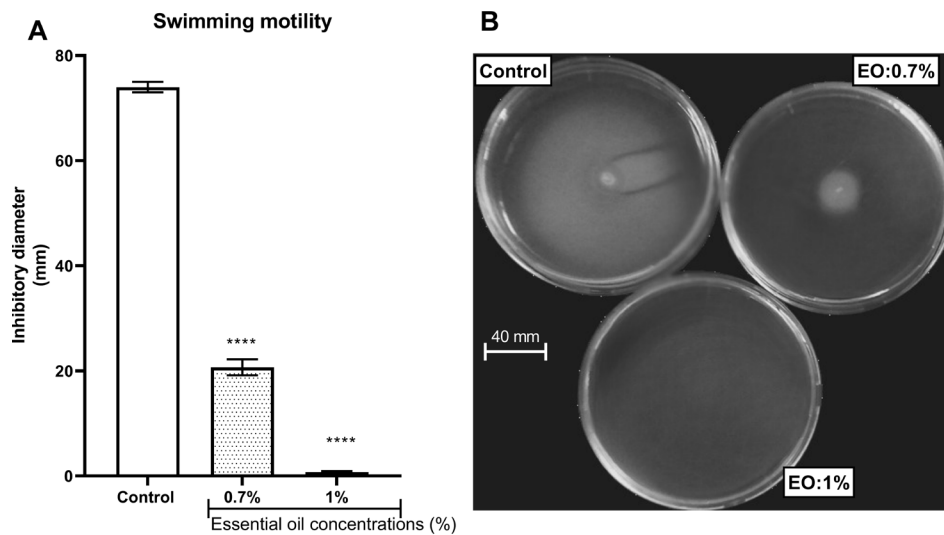 A
Swimming motility
Inhibitory diameter
(mm)
80
60
40
20
0
****
****
Control
0.7%
1%
Essential oil concentrations (%)
B
Control
EO:0.7%
40 mm
EO:1%